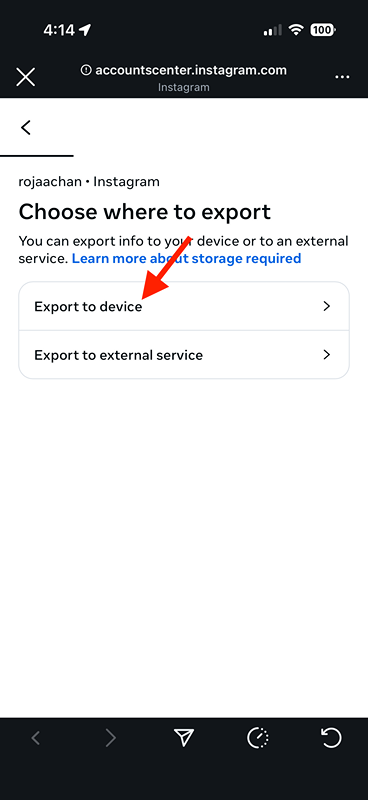 4:14
100
accountscenter.instagram.com
Instagram
rojaachan • Instagram
Choose where to export
You can export info to your device or to an external
service. Learn more about storage required
Export to device
Export to external service